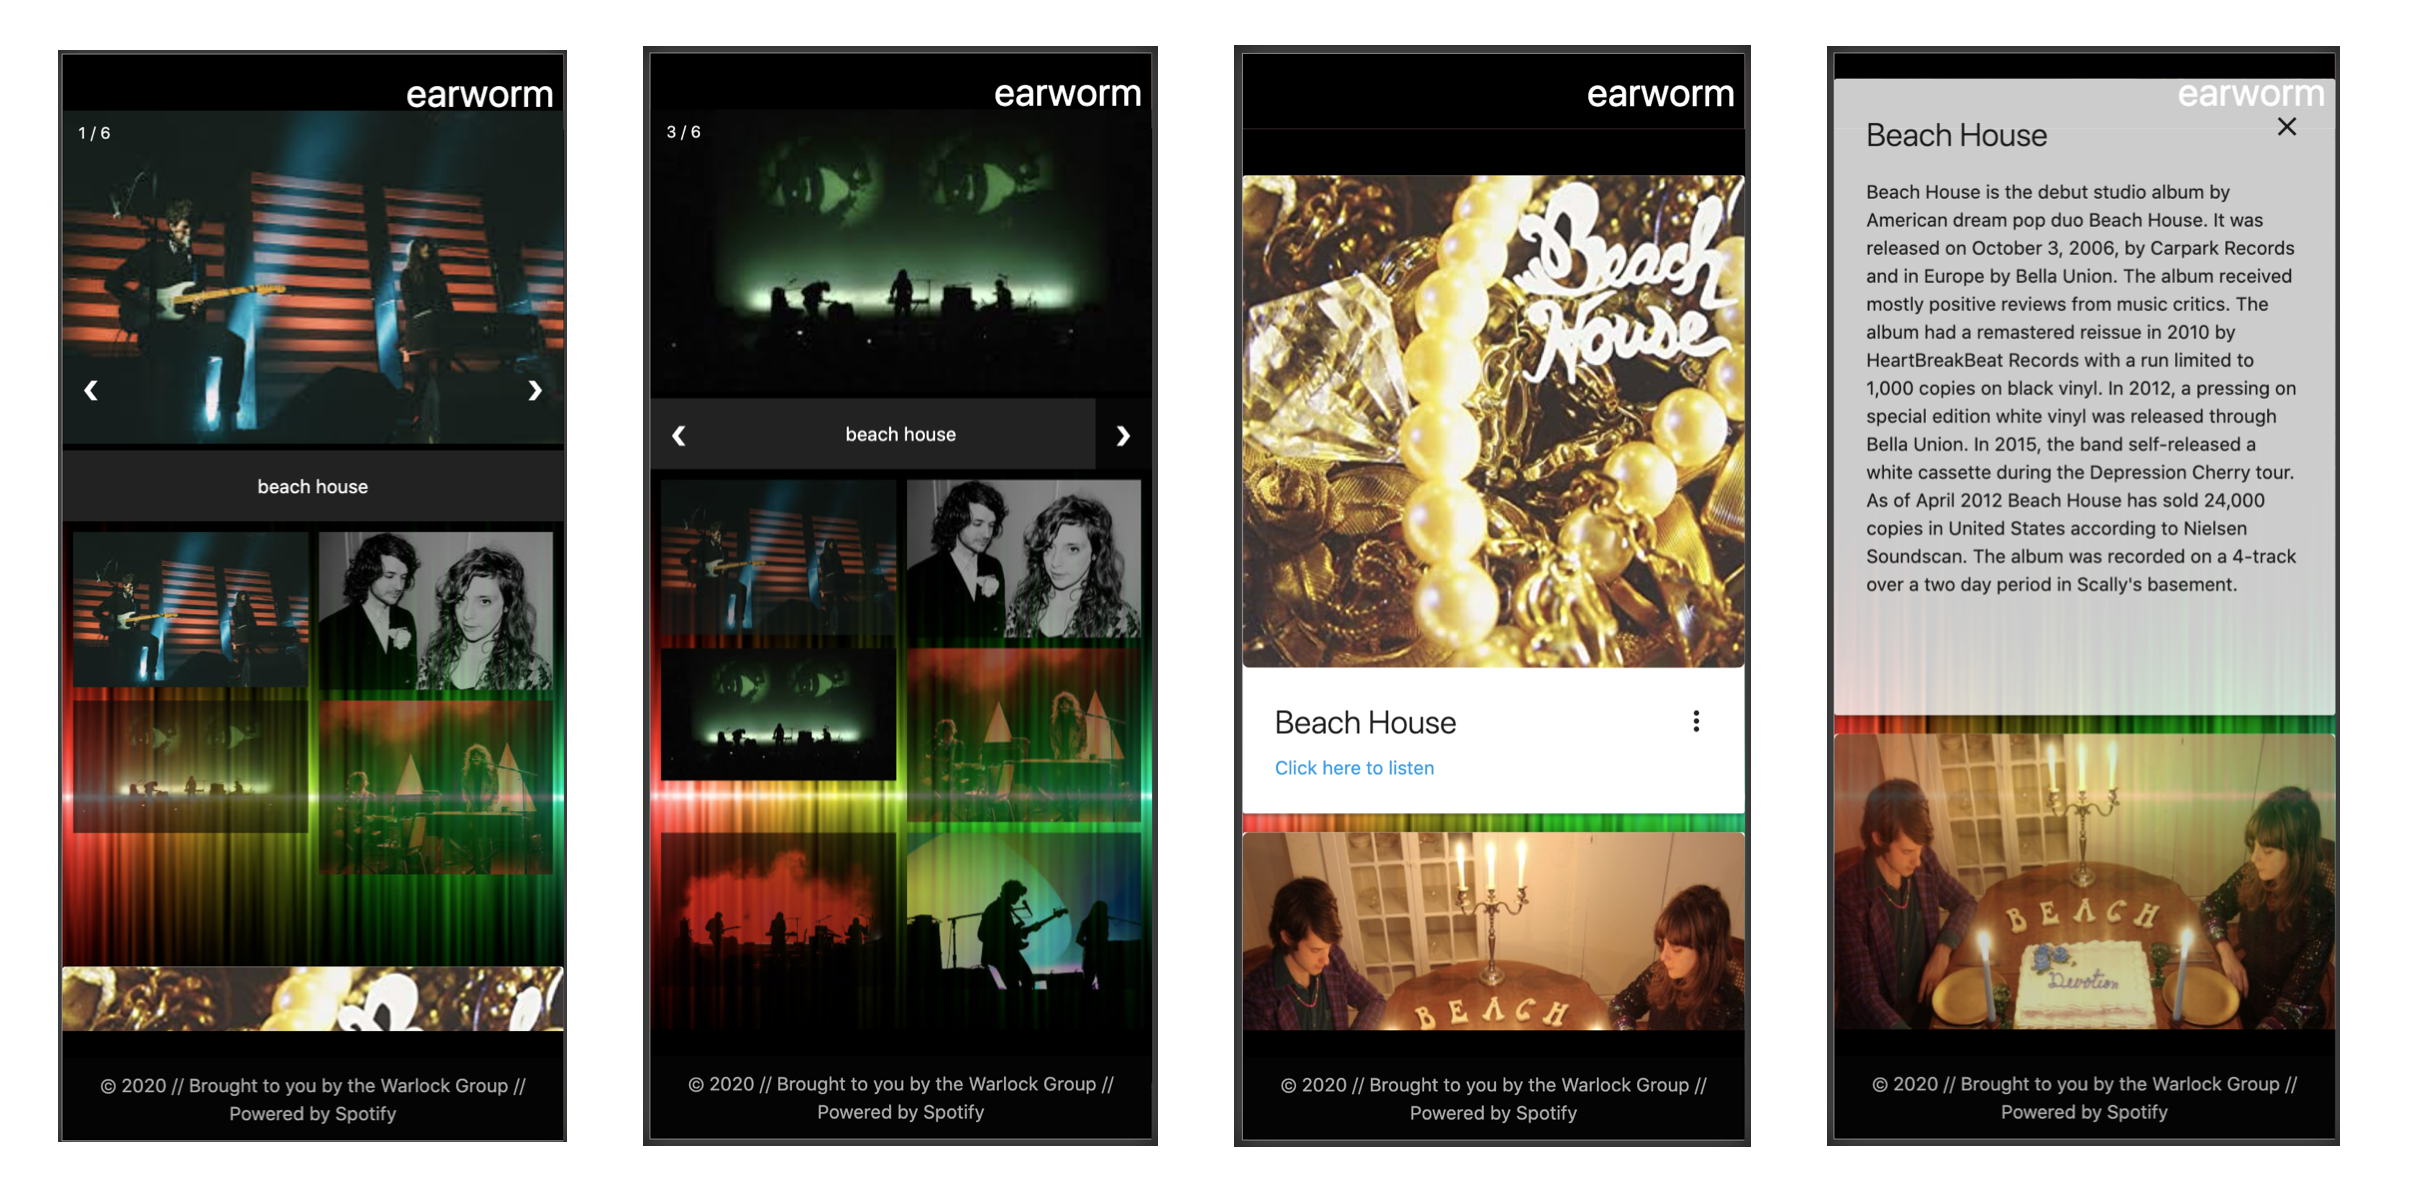 earworm
1 / 6
❮
❯
beach house
© 2020 // Brought to you by the Warlock Group //
Powered by Spotify
earworm
3 / 6
❮
beach house
❯
© 2020 // Brought to you by the Warlock Group //
Powered by Spotify
earworm
Beach
House
Beach House
Click here to listen
BEACH
© 2020 // Brought to you by the Warlock Group //
Powered by Spotify
earworm
Beach House
Beach House is the debut studio album by
American dream pop duo Beach House. It was
released on October 3, 2006, by Carpark Records
and in Europe by Bella Union. The album received
mostly positive reviews from music critics. The
album had a remastered reissue in 2010 by
HeartBreakBeat Records with a run limited to
1,000 copies on black vinyl. In 2012, a pressing on
special edition white vinyl was released through
Bella Union. In 2015, the band self-released a
white cassette during the Depression Cherry tour.
As of April 2012 Beach House has sold 24,000
copies in United States according to Nielsen
Soundscan. The album was recorded on a 4-track
over a two day period in Scally's basement.
BEACH
Devotion
© 2020 // Brought to you by the Warlock Group //
Powered by Spotify